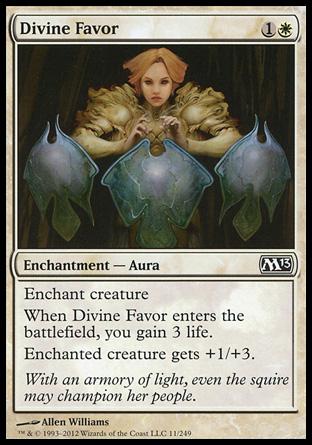 Divine Favor 1
Enchantment — Aura M13
Enchant creature
When Divine Favor enters the
battlefield, you gain 3 life.
Enchanted creature gets +1/+3.
With an armory of light, even the squire
may champion her people.
Allen Williams
™ & © 1993-2012 Wizards of the Coast LLC 11/249